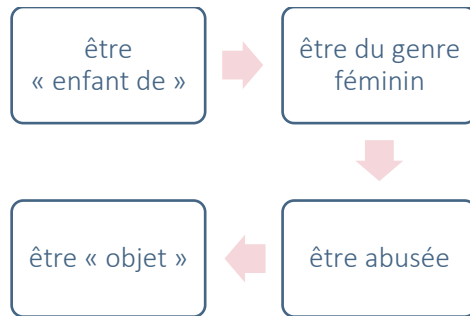 être
« enfant de »
être du genre
féminin
être abusée
être « objet »